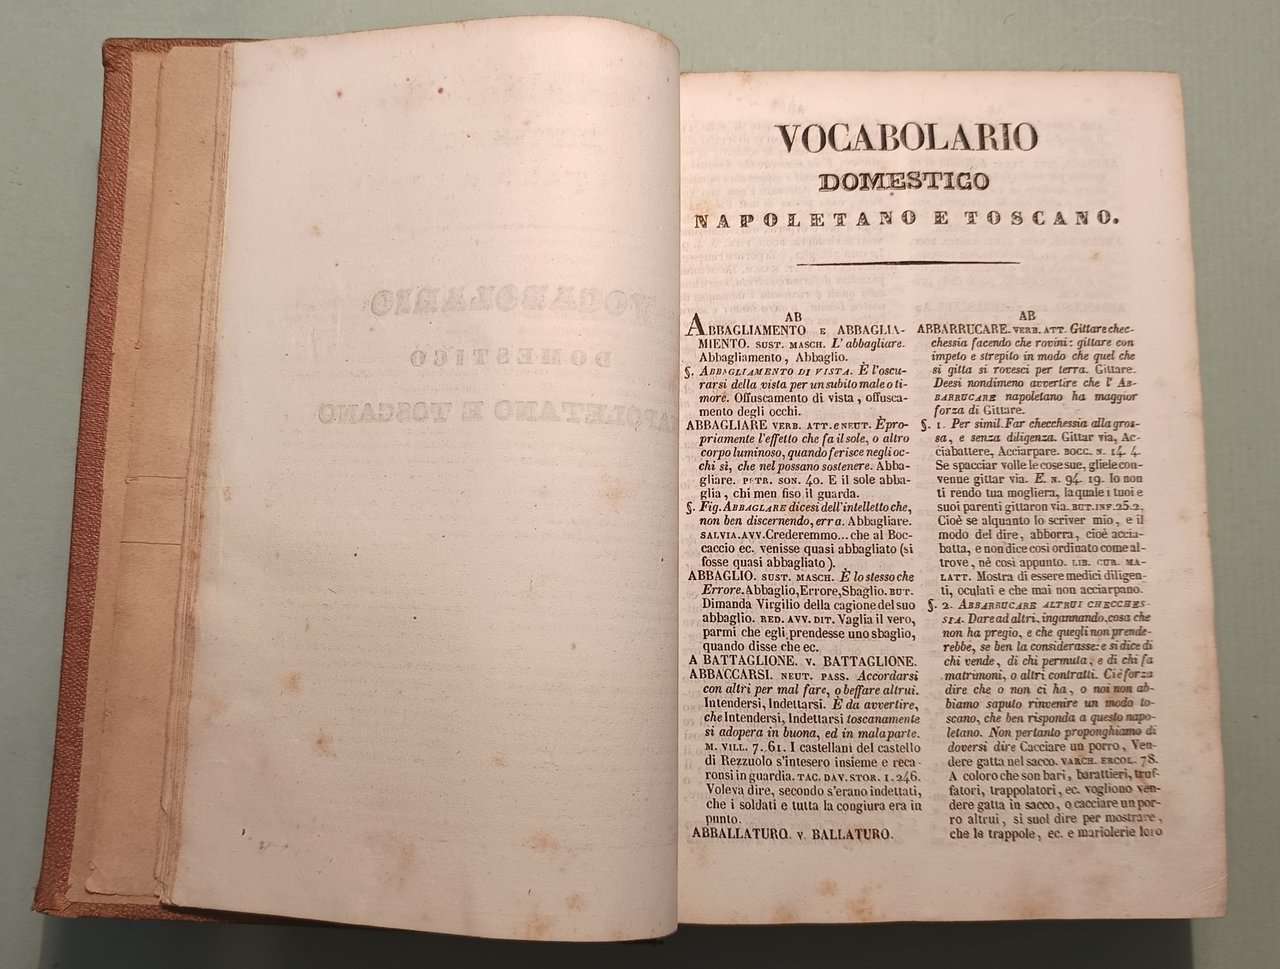 VOCABOLARIO
DOMESTICO
NAPOLETANO E TOSCANO.
AB
ABBAGLIAMENTO E ABBAGLIA-
MIENTO. SUST. MASCH. L' abbagliare.
Abbagliamento, Abbaglio.
§. ABBAGLIAMENTO DI VISTA. È l'oscu-
rarsi della vista per un subito male o ti-
more. Offuscamento di vista, offusca-
mento degli occhi.
ABBAGLIARE VERB. ATT. e NEUT. È pro-
priamente l'effetto che fa il sole, o altro
corpo luminoso, quando ferisce negli oc-
chi sì, che nel possano sostenere. Abba-
gliare. PETR. SON. 40. E il sole abba-
glia, chi men fiso il guarda.
§. Fig. ABBAGLARE dicesi dell'intelletto che,
non ben discernendo, erra. Abbagliare.
SALVIA. AVV. Crederemmo... che al Boc-
caccio ec. venisse quasi abbagliato (si
fosse quasi abbagliato).
ABBAGLIO. SUST. MASCH. È lo stesso che
Errore. Abbaglio, Errore, Sbaglio. BUT.
Dimanda Virgilio della cagione del suo
abbaglio. RED. AVV. DIT. Vaglia il vero,
parmi che egli prendesse uno sbaglio,
quando disse che ec.
A BATTAGLIONE. V. BATTAGLIONE.
ABBACCARSI. NEUT. PASS. Accordarsi
con altri per mal fare, o beffare altrui.
Intendersi, Indettarsi. È da avvertire,
che Intendersi, Indettarsi toscanamente
si adopera in buona, ed in mala parte.
M. VILL. 7. 61. I castellani del castello
di Rezzuolo s'intesero insieme e reca-
ronsi in guardia. TAC. DAV. STOR. 1. 246.
Voleva dire, secondo s'erano indettati,
che i soldati e tutta la congiura era in
punto.
ABBALLATURO. V. BALLATURO.
AB
ABBARRUCARE. VERB. ATT. Gittare chec-
chessia facendo che rovini: gittare con
impeto e strepito in modo che quel che
si gitta si rovesci per terra. Gittare.
Deesi nondimeno avvertire che l' AB-
BARRUCARE napoletano ha maggior
forza di Gittare.
§. 1. Per simil. Far checchessia alla gros-
sa, e senza diligenza. Gittar via, Ac-
ciabattere, Acciarpare. BOCC. N. 14. 4.
Se spacciar volle le cose sue, gliele con-
venne gittar via. E. N. 94. 19. Io non
ti rendo tua mogliera, la quale i tuoi e
suoi parenti gittaron via. BUT. INF. 25. 2.
Cioè se alquanto lo scriver mio, e il
modo del dire, abborra, cioè accia-
batta, e non dice così ordinato come al-
trove, nè così appunto. LIB. CUR. MA-
LATT. Mostra di essere medici diligen-
ti, oculati e che mai non acciarpano.
§. 2. ABBARRUCARE ALTRUI CHECCHES-
SIA. Dare ad altri, ingannando, cosa che
non ha pregio, e che quegli non prende-
rebbe, se ben la considerasse: e si dice di
chi vende, di chi permuta, e di chi fa
matrimoni, o altri contratti. Ci è forza
dire che o non ci ha, o noi non ab-
biamo saputo rinvenire un modo to-
scano, che ben risponda a questo napo-
letano. Non pertanto proponghiamo di
doversi dire Cacciare un porro, Ven-
dere gatta nel sacco. VARCH. ERCOL. 78.
A coloro che son bari, barattieri, truf-
fatori, trappolatori, ec. vogliono ven-
dere gatta in sacco, o cacciare un por-
ro altrui, si suol dire per mostrare,
che le trappole, ec. e mariolerie loro